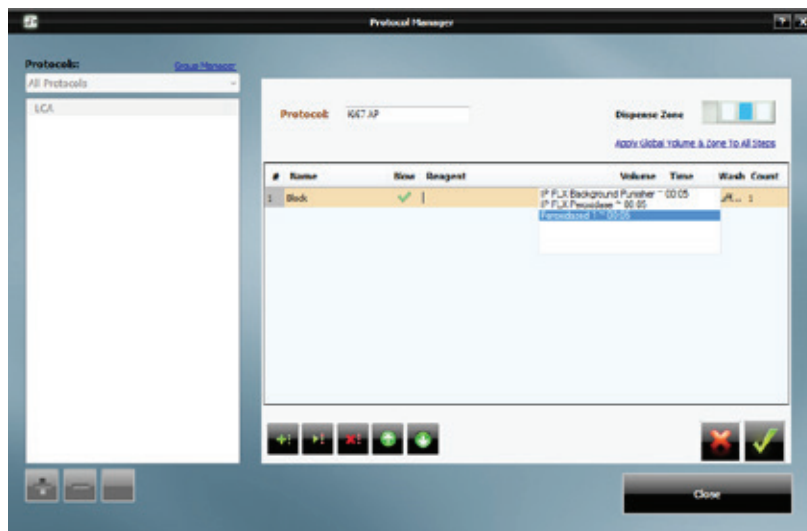 Protocol Manager
? X
Protocols:
Group Manager
All Protocols
LCA
Protocol:
Ki67 AP
Dispense Zone
Apply Global Volume & Zone To All Steps
# Name New Reagent Volume Time Wash Count
1 Block
IP FLX Background Punisher ~ 00:05
IP FLX Peroxidase ~ 00:05
Peroxidazed 1 ~ 00:05
1
Close